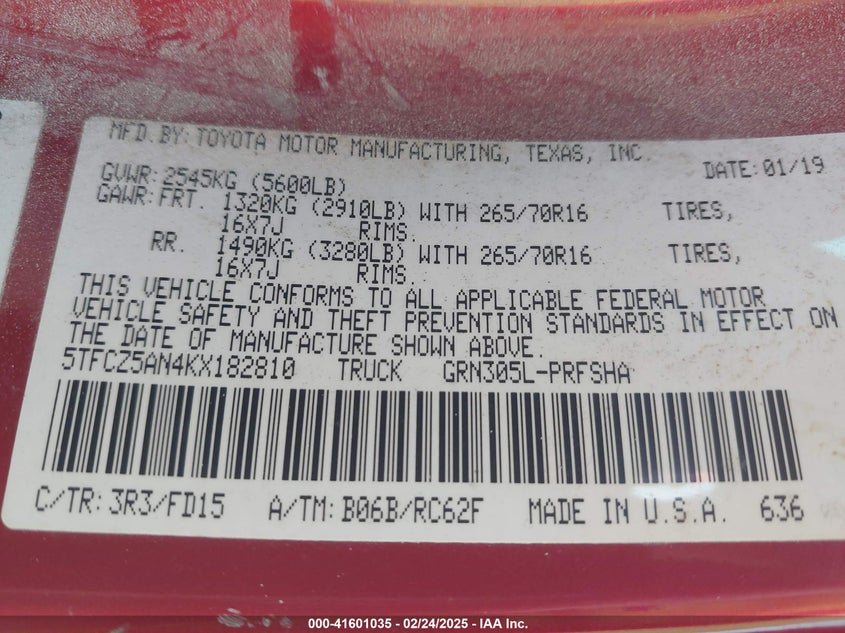 MFD. BY: TOYOTA MOTOR MANUFACTURING, TEXAS, INC. DATE: 01/19
GVWR: 2545KG (5600LB)
GAWR: FRT. 1320KG (2910LB) WITH 265/70R16 TIRES,
16X7J RIMS.
RR. 1490KG (3280LB) WITH 265/70R16 TIRES,
16X7J RIMS.
THIS VEHICLE CONFORMS TO ALL APPLICABLE FEDERAL MOTOR
VEHICLE SAFETY AND THEFT PREVENTION STANDARDS IN EFFECT ON
THE DATE OF MANUFACTURE SHOWN ABOVE.
5TFCZ5AN4KX182810 TRUCK GRN305L-PRFSHA
C/TR: 3R3/FD15 A/TM: B06B/RC62F MADE IN U.S.A. 636
000-41601035 - 02/24/2025 - IAA Inc.